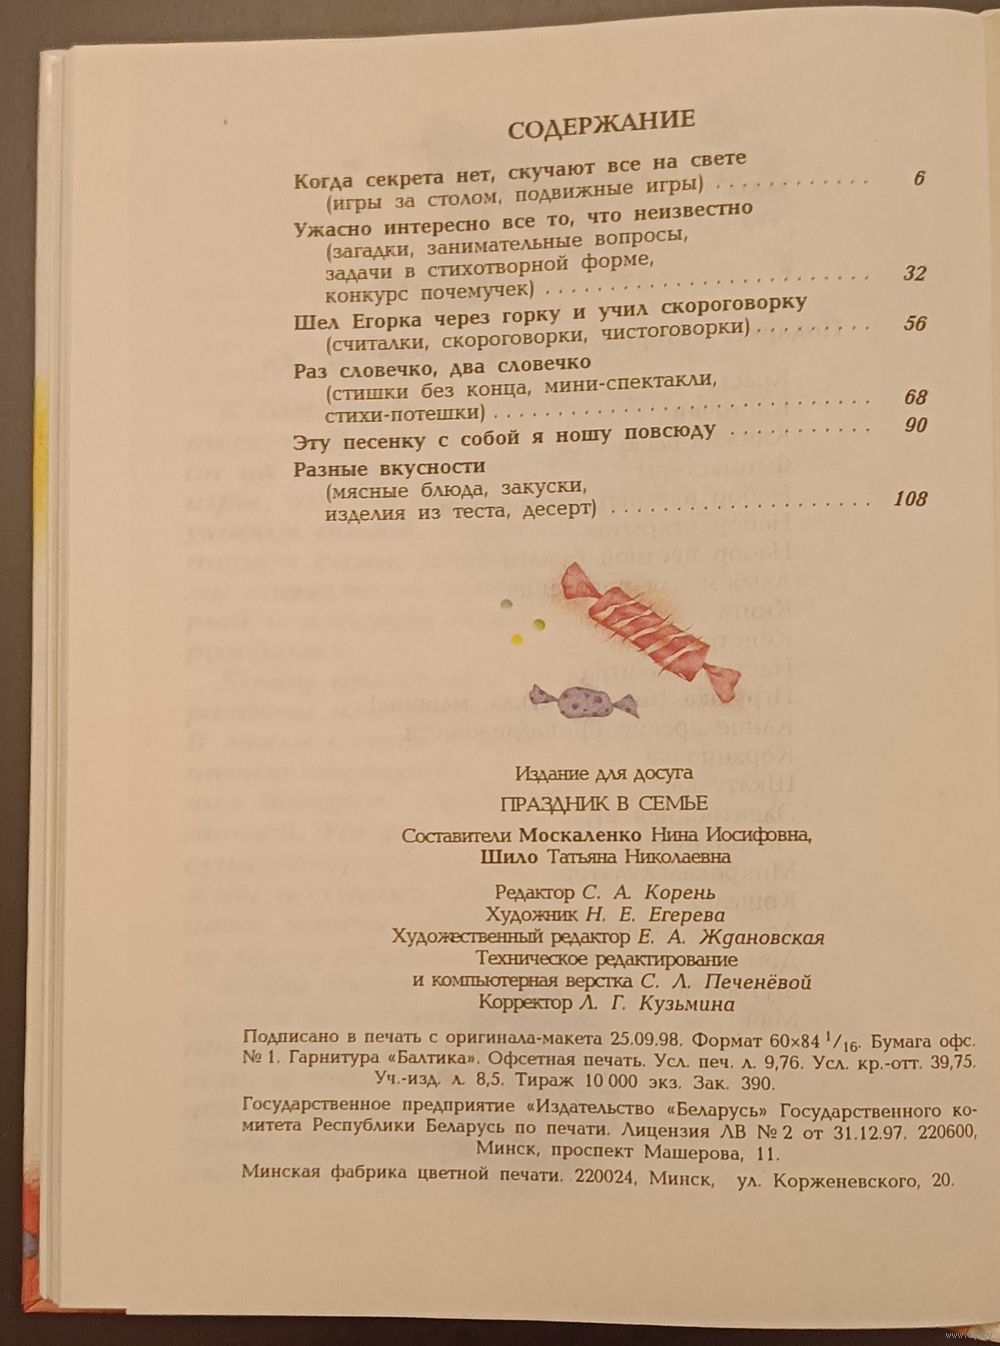 СОДЕРЖАНИЕ
Когда секрета нет, скучают все на свете
(игры за столом, подвижные игры) . . . . . . . . . . . . 6
Ужасно интересно все то, что неизвестно
(загадки, занимательные вопросы,
задачи в стихотворной форме,
конкурс почемучек) . . . . . . . . . . . . . . . . . . . . . . . . . 32
Шел Егорка через горку и учил скороговорку
(считалки, скороговорки, чистоговорки) . . . . . . . . . 56
Раз словечко, два словечко
(стишки без конца, мини-спектакли,
стихи-потешки) . . . . . . . . . . . . . . . . . . . . . . . . . . . . . 68
Эту песенку с собой я ношу повсюду . . . . . . . . . . . 90
Разные вкусности
(мясные блюда, закуски,
изделия из теста, десерт) . . . . . . . . . . . . . . . . . . . . 108
Издание для досуга
ПРАЗДНИК В СЕМЬЕ
Составители Москаленко Нина Иосифовна,
Шило Татьяна Николаевна
Редактор С. А. Корень
Художник Н. Е. Егерева
Художественный редактор Е. А. Ждановская
Техническое редактирование
и компьютерная верстка С. Л. Печенёвой
Корректор Л. Г. Кузьмина
Подписано в печать с оригинала-макета 25.09.98. Формат 60×84 1/16. Бумага офс.
№ 1. Гарнитура «Балтика». Офсетная печать. Усл. печ. л. 9,76. Усл. кр.-отт. 39,75.
Уч.-изд. л. 8,5. Тираж 10 000 экз. Зак. 390.
Государственное предприятие «Издательство «Беларусь» Государственного ко-
митета Республики Беларусь по печати. Лицензия ЛВ № 2 от 31.12.97. 220600,
Минск, проспект Машерова, 11.
Минская фабрика цветной печати. 220024, Минск, ул. Корженевского, 20.